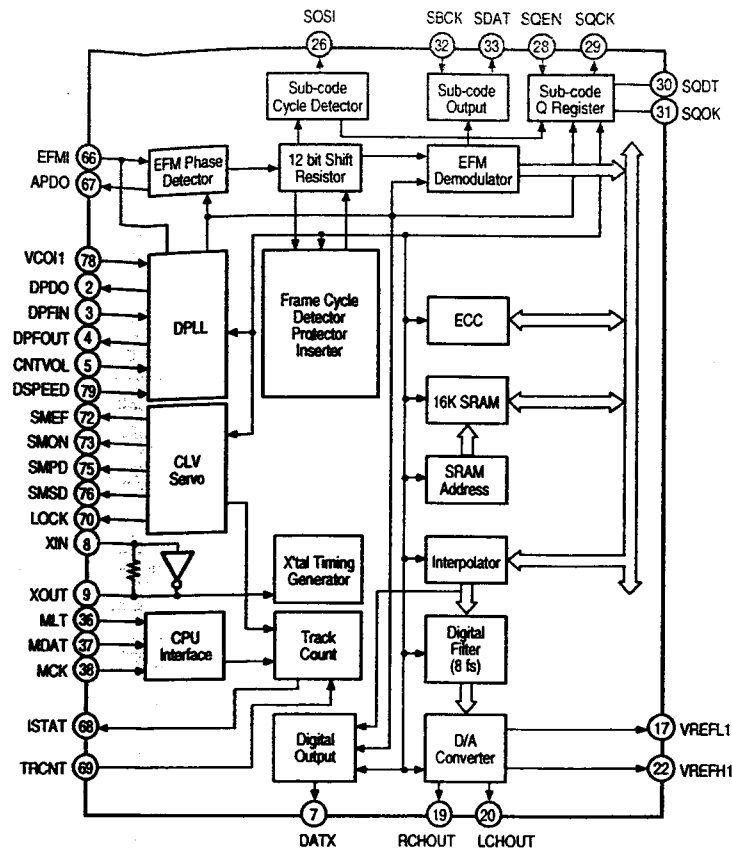 SOSI SBCK SDAT SQEN SQCK
26 32 33 28 29
30 SQDT
31 SQOK
Sub-code
Cycle Detector
Sub-code
Output
Sub-code
Q Register
EFMI 66
APDO 67
EFM Phase
Detector
12 bit Shift
Resistor
EFM
Demodulator
VCOI1 78
DPDO 2
DPFIN 3
DPFOUT 4
CNTVOL 5
DSPEED 79
DPLL
Frame Cycle
Detector
Protector
Inserter
ECC
16K SRAM
SRAM
Address
SMEF 72
SMON 73
SMPD 75
SMSD 76
LOCK 70
CLV
Servo
XIN 8
XOUT 9
X'tal Timing
Generator
Interpolator
MLT 36
MDAT 37
MCK 38
CPU
Interface
Track
Count
Digital
Filter
(8 fs)
ISTAT 68
TRCNT 69
Digital
Output
D/A
Converter
17 VREFL1
22 VREFH1
7 19 20
DATX RCHOUT LCHOUT